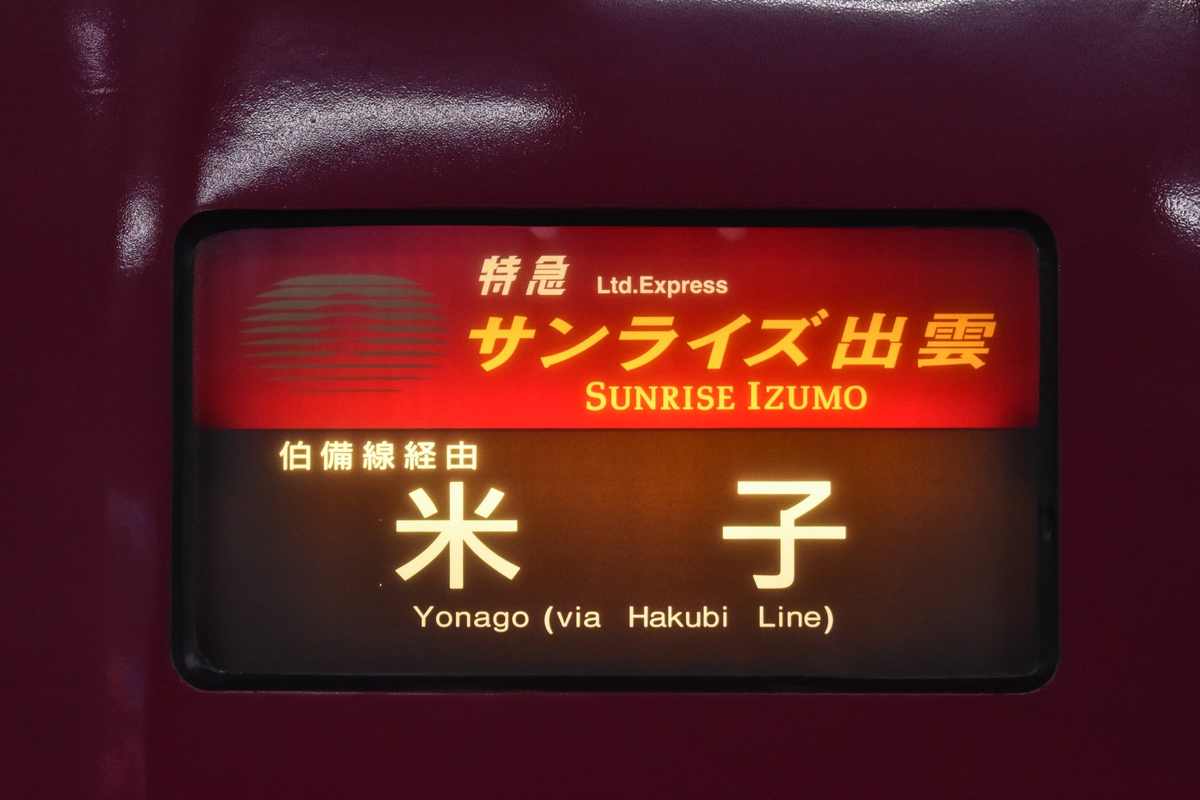 特急 Ltd.Express
サンライズ出雲
SUNRISE IZUMO
伯備線経由
米子
Yonago (via Hakubi Line)